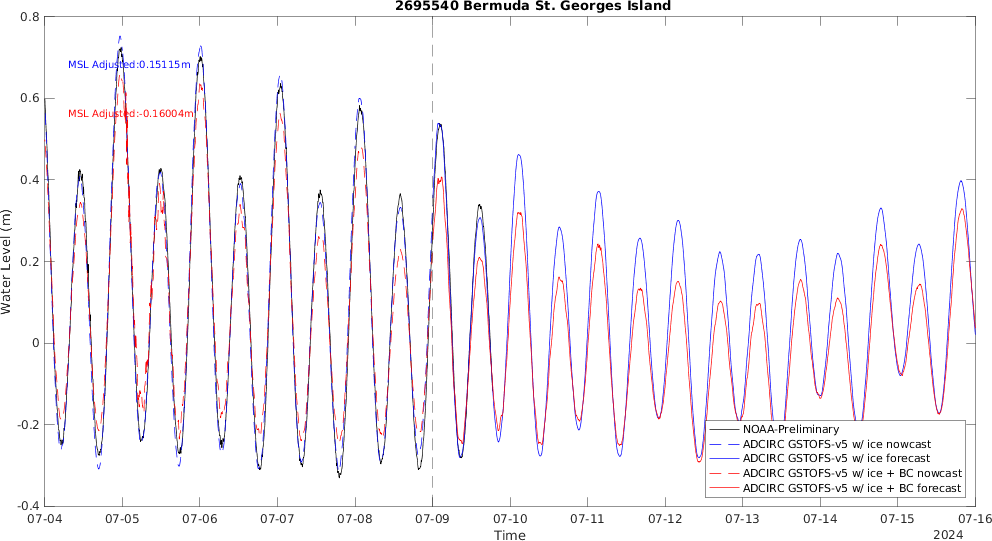 2695540 Bermuda St. Georges Island
0.8
0.6
0.4
0.2
0
-0.2
-0.4
Water Level (m)
MSL Adjusted:0.15115m
MSL Adjusted:-0.16004m
NOAA-Preliminary
ADCIRC GSTOFS-v5 w/ ice nowcast
ADCIRC GSTOFS-v5 w/ ice forecast
ADCIRC GSTOFS-v5 w/ ice + BC nowcast
ADCIRC GSTOFS-v5 w/ ice + BC forecast
07-04 07-05 07-06 07-07 07-08 07-09 07-10 07-11 07-12 07-13 07-14 07-15 07-16
Time
2024